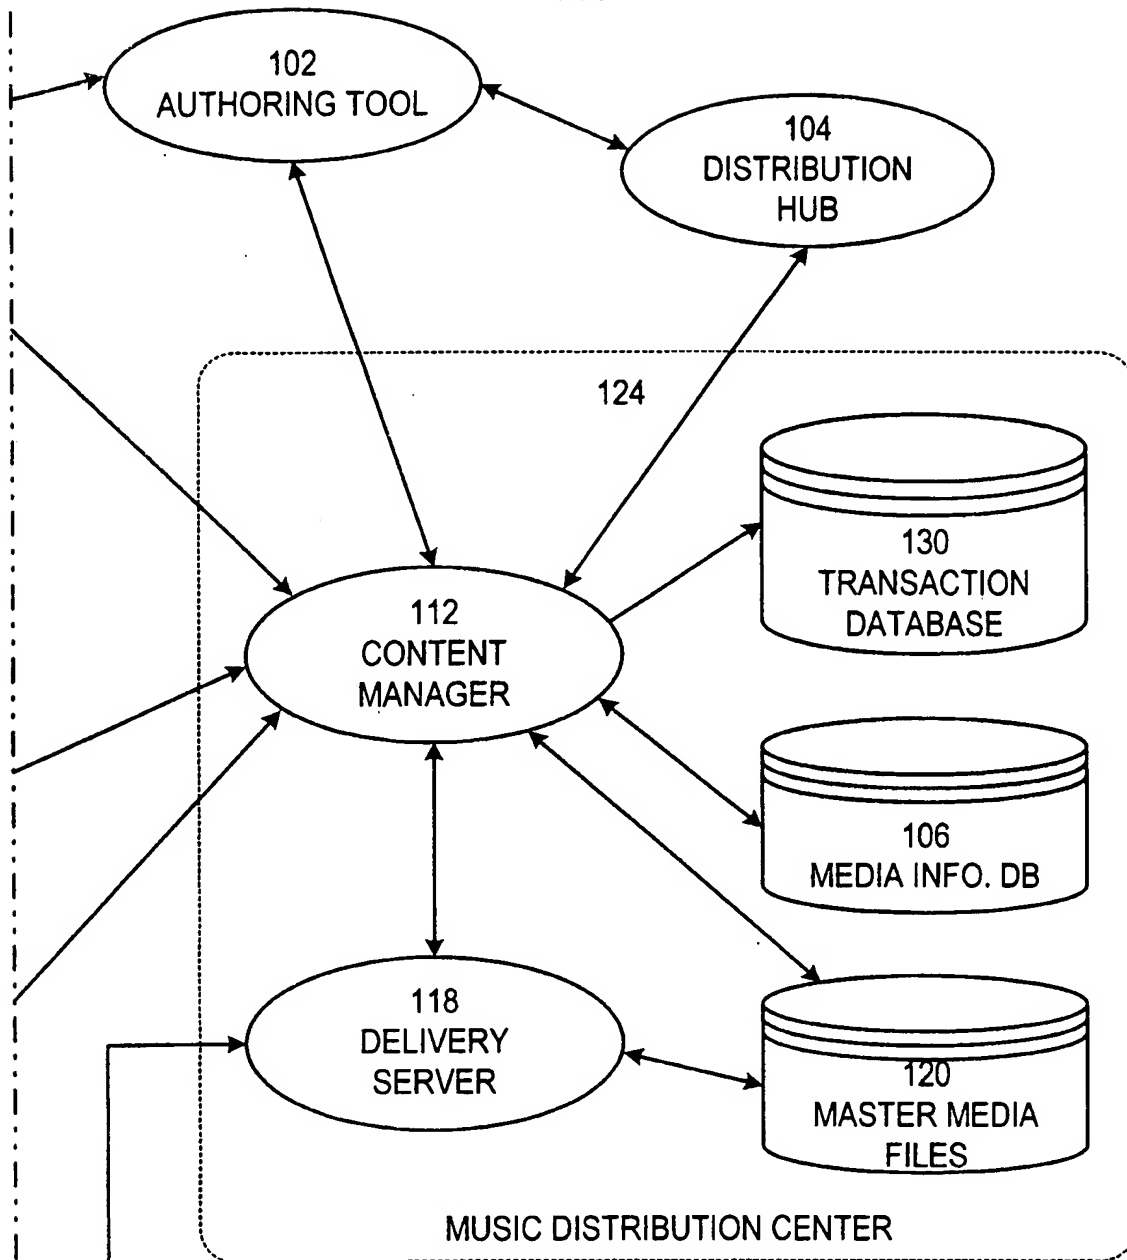 102
AUTHORING TOOL
104
DISTRIBUTION
HUB
124
130
TRANSACTION
DATABASE
112
CONTENT
MANAGER
106
MEDIA INFO. DB
118
DELIVERY
SERVER
120
MASTER MEDIA
FILES
MUSIC DISTRIBUTION CENTER